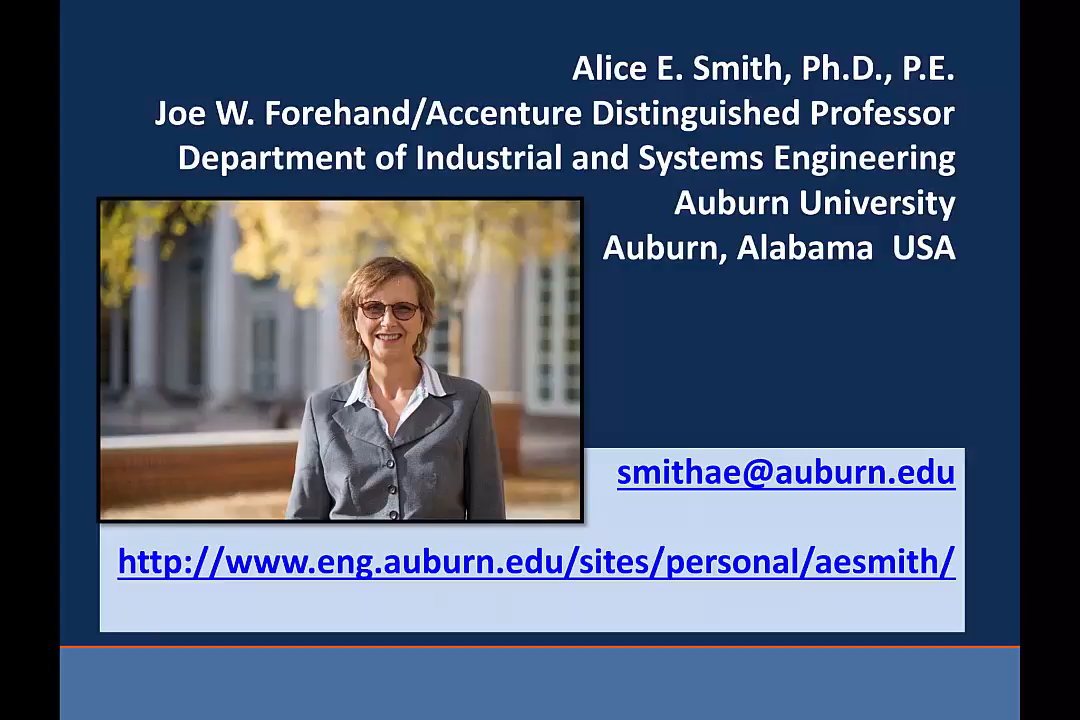 Alice E. Smith, Ph.D., P.E.
Joe W. Forehand/Accenture Distinguished Professor
Department of Industrial and Systems Engineering
Auburn University
Auburn, Alabama  USA
smithae@auburn.edu
http://www.eng.auburn.edu/sites/personal/aesmith/